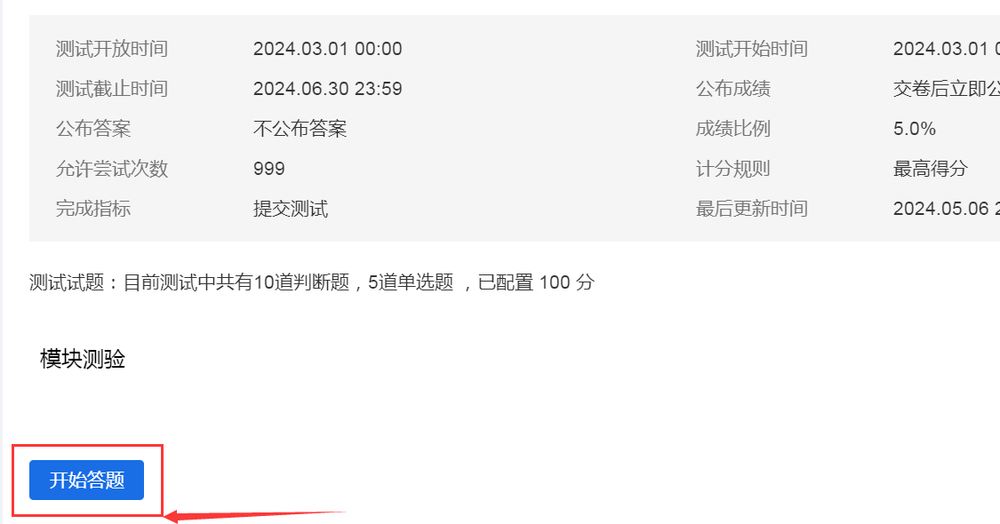 测试开放时间 2024.03.01 00:00 测试开始时间 2024.03.01
测试截止时间 2024.06.30 23:59 公布成绩 交卷后立即公
公布答案 不公布答案 成绩比例 5.0%
允许尝试次数 999 计分规则 最高得分
完成指标 提交测试 最后更新时间 2024.05.06
测试试题：目前测试中共有10道判断题，5道单选题 ，已配置 100 分
模块测验
开始答题